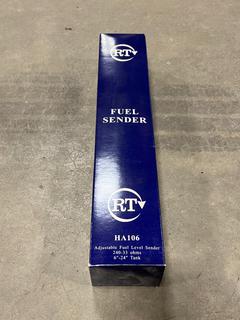 RT
FUEL
SENDER
RT
HA106
Adjustable Fuel Level Sender
240-33 ohms
6"-24" Tank